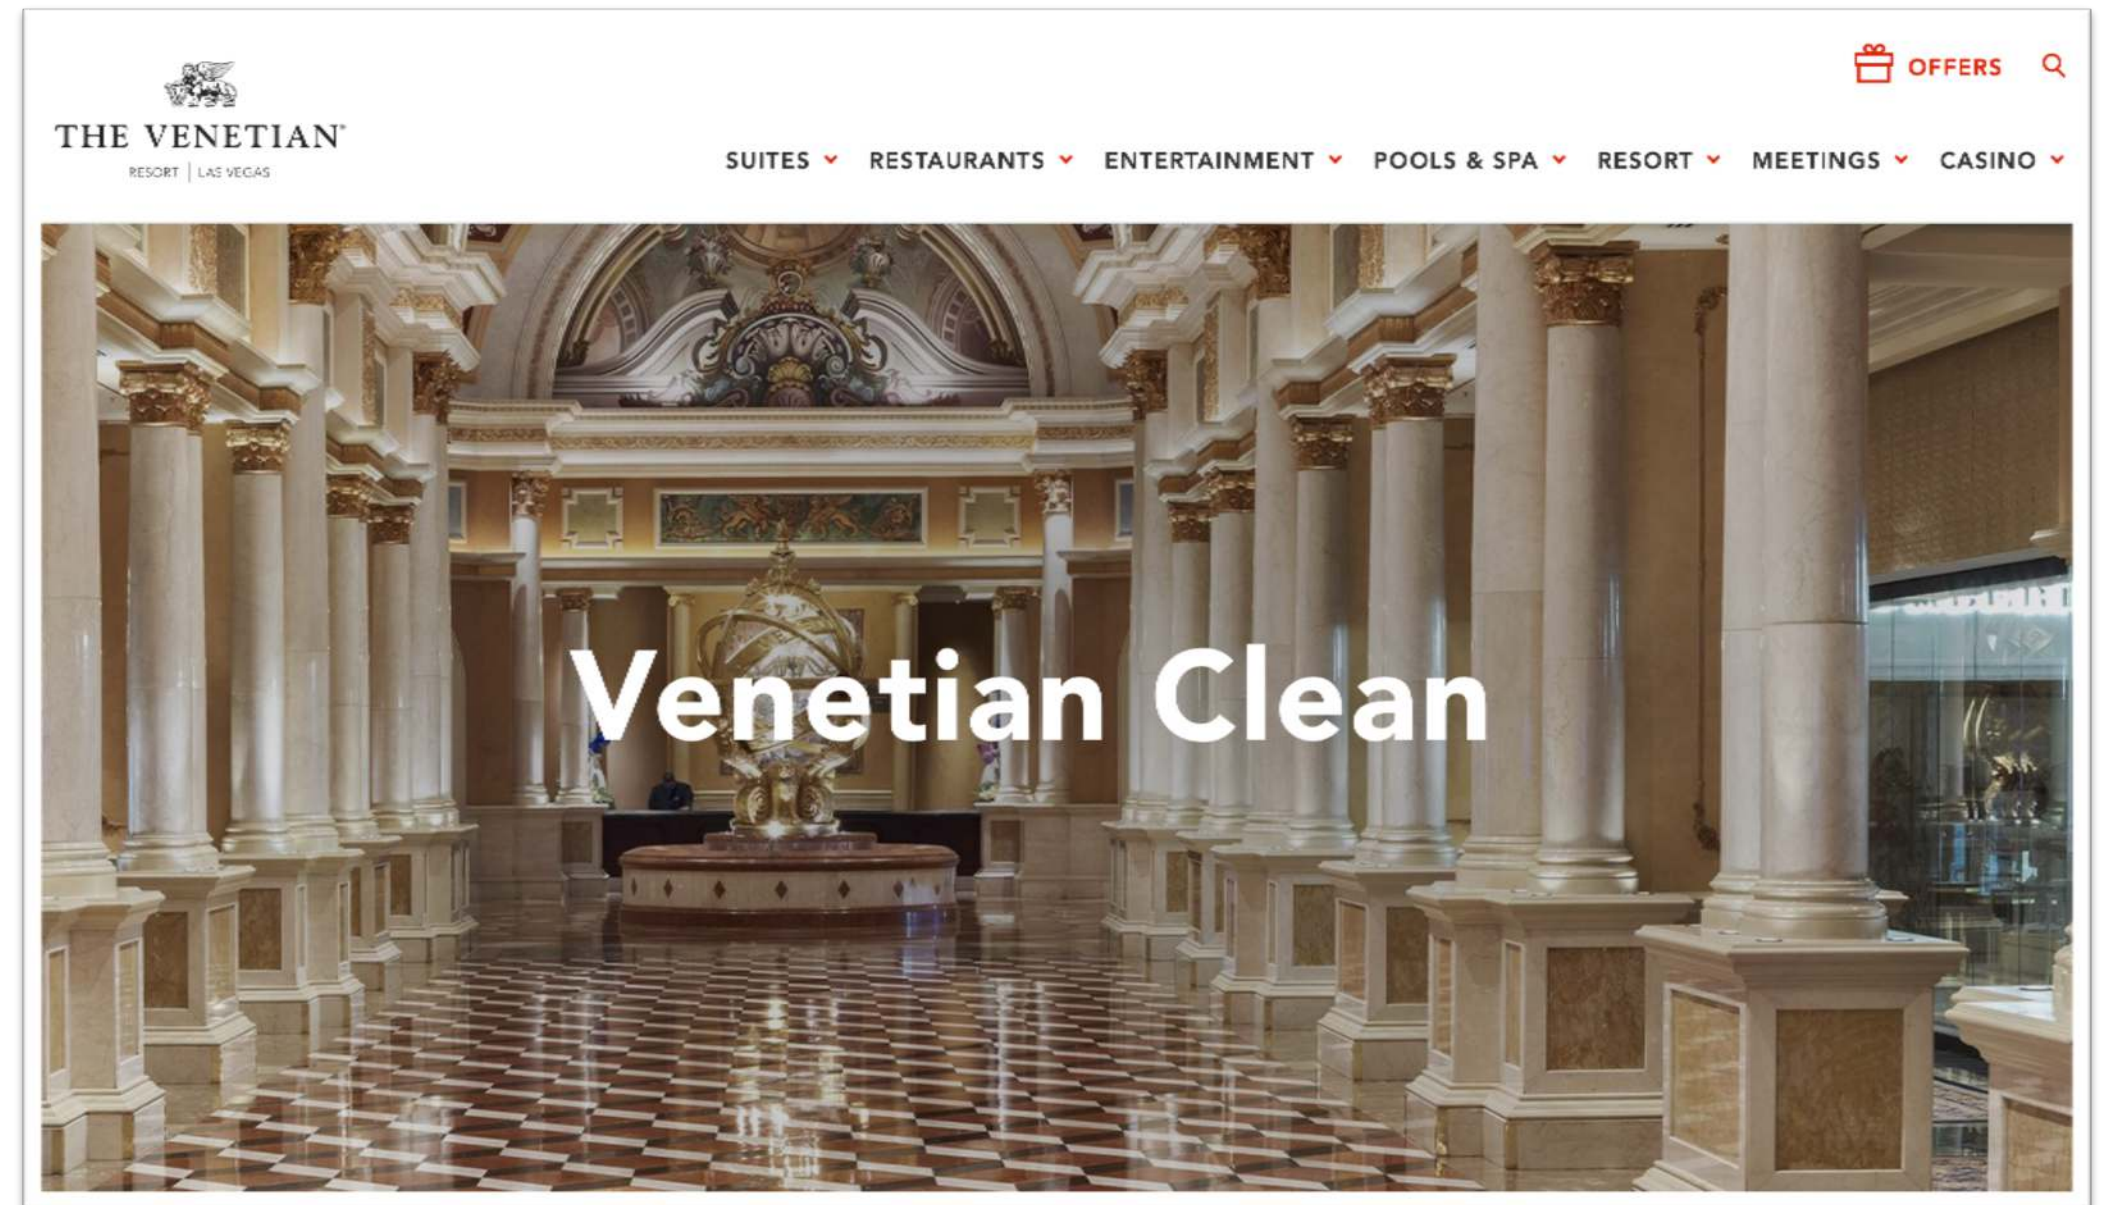 OFFERS
THE VENETIAN®
RESORT | LAS VEGAS
SUITES RESTAURANTS ENTERTAINMENT POOLS & SPA RESORT MEETINGS CASINO
Venetian Clean